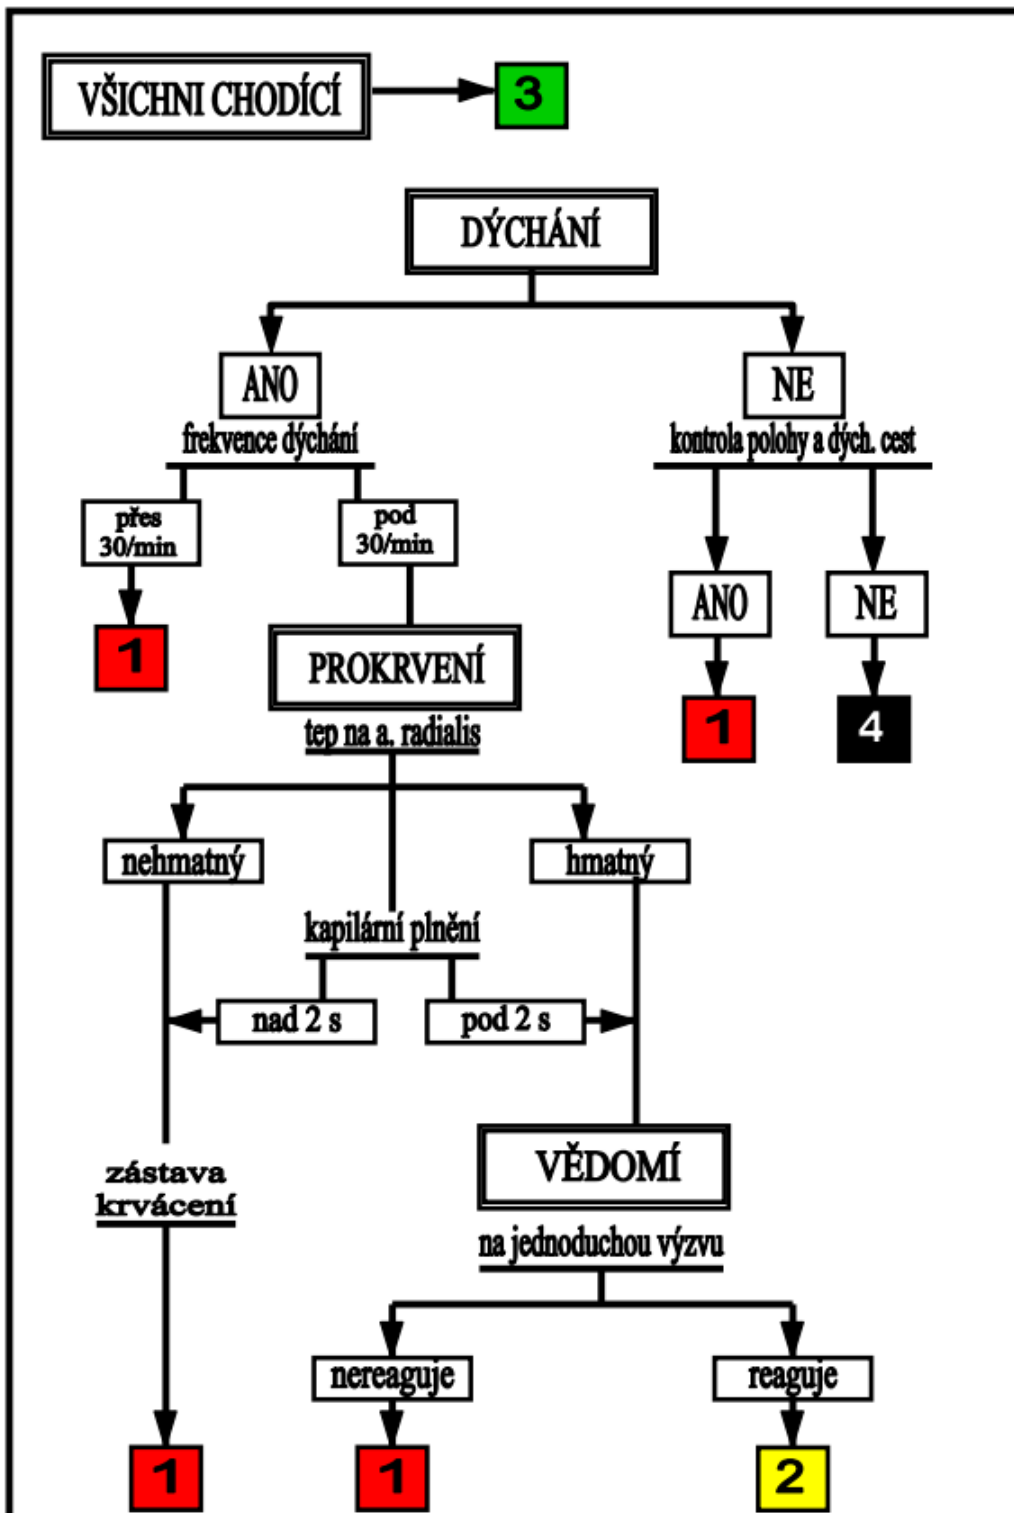 VŠICHNI CHODÍCÍ
3
DÝCHÁNÍ
ANO
NE
frekvence dýchání
kontrola polohy a dých. cest
přes
30/min
pod
30/min
ANO
NE
1
PROKRVENÍ
1
4
tep na a. radialis
nehmatný
hmatný
kapilární plnění
nad 2 s
pod 2 s
zástava
krvácení
VĚDOMÍ
na jednoduchou výzvu
nereaguje
reaguje
1
1
2